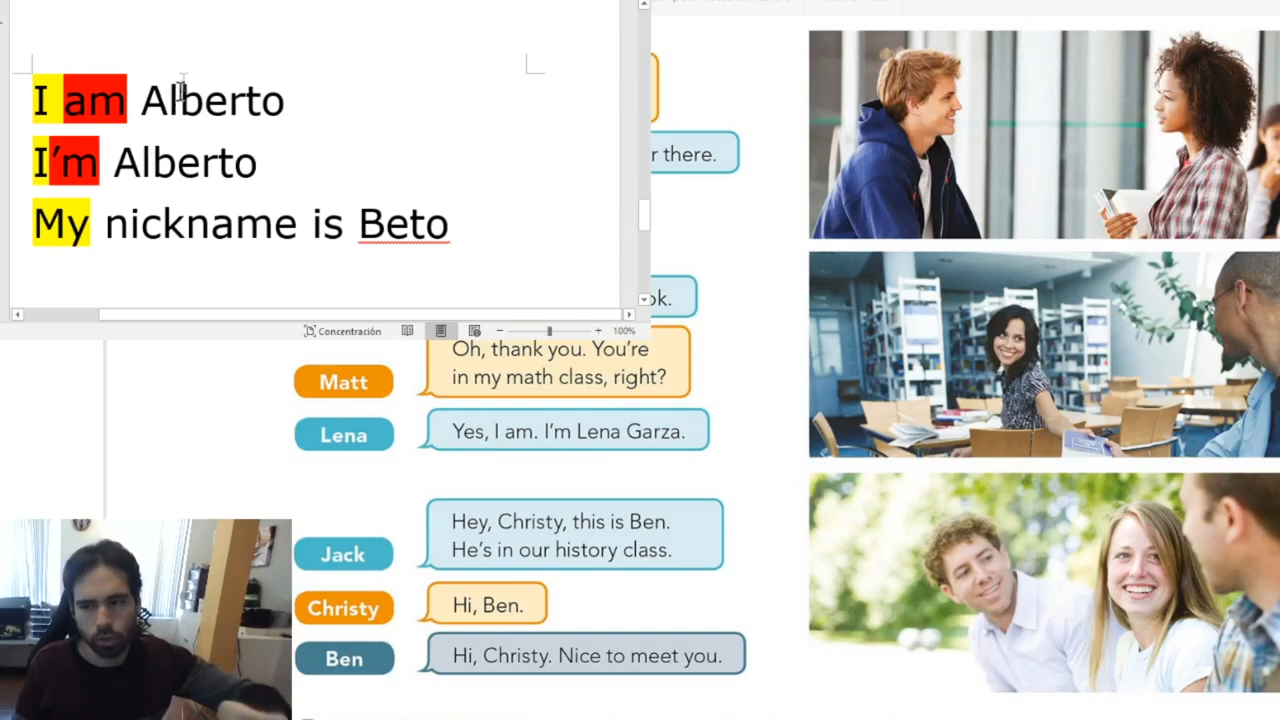 I am Alberto
I'm Alberto
My nickname is Beto
Concentración
100%
r there.
ok.
Matt
Oh, thank you. You're
in my math class, right?
Lena
Yes, I am. I'm Lena Garza.
Jack
Hey, Christy, this is Ben.
He's in our history class.
Christy
Hi, Ben.
Ben
Hi, Christy. Nice to meet you.